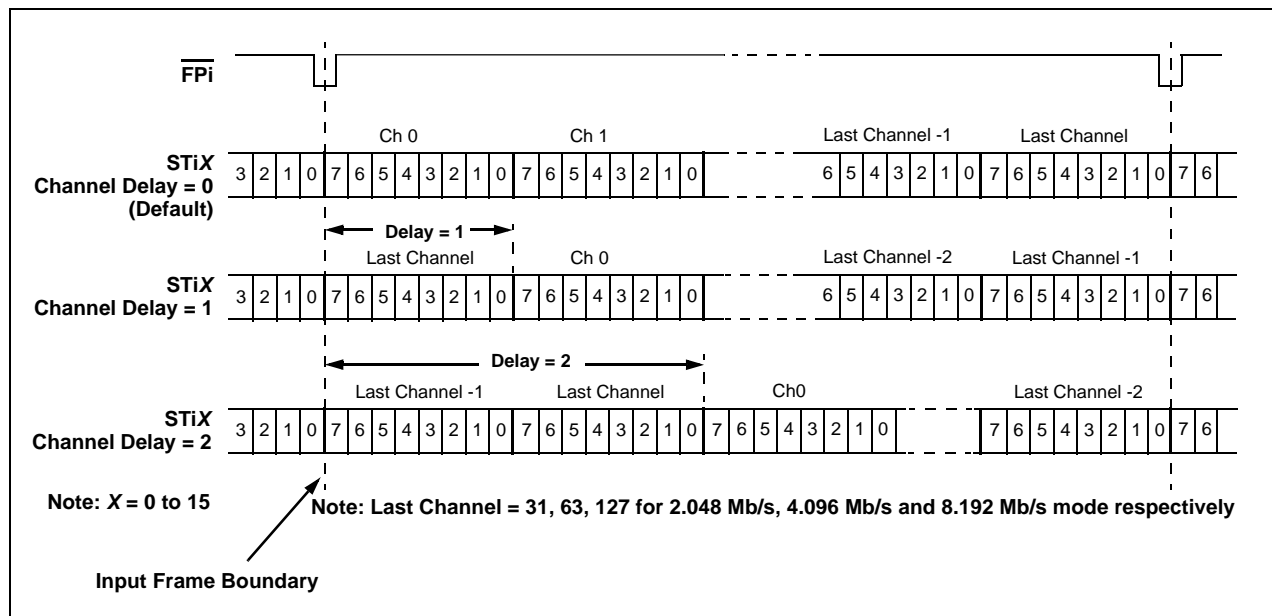 FPi
Ch 0 Ch 1 Last Channel -1 Last Channel
STiX
Channel Delay = 0
(Default)
3 2 1 0 7 6 5 4 3 2 1 0 7 6 5 4 3 2 1 0 6 5 4 3 2 1 0 7 6 5 4 3 2 1 0 7 6
Delay = 1
Last Channel Ch 0 Last Channel -2 Last Channel -1
STiX
Channel Delay = 1
3 2 1 0 7 6 5 4 3 2 1 0 7 6 5 4 3 2 1 0 6 5 4 3 2 1 0 7 6 5 4 3 2 1 0 7 6
Delay = 2
Last Channel -1 Last Channel Ch0 Last Channel -2
STiX
Channel Delay = 2
3 2 1 0 7 6 5 4 3 2 1 0 7 6 5 4 3 2 1 0 7 6 5 4 3 2 1 0 7 6 5 4 3 2 1 0 7 6
Note: X = 0 to 15
Note: Last Channel = 31, 63, 127 for 2.048 Mb/s, 4.096 Mb/s and 8.192 Mb/s mode respectively
Input Frame Boundary